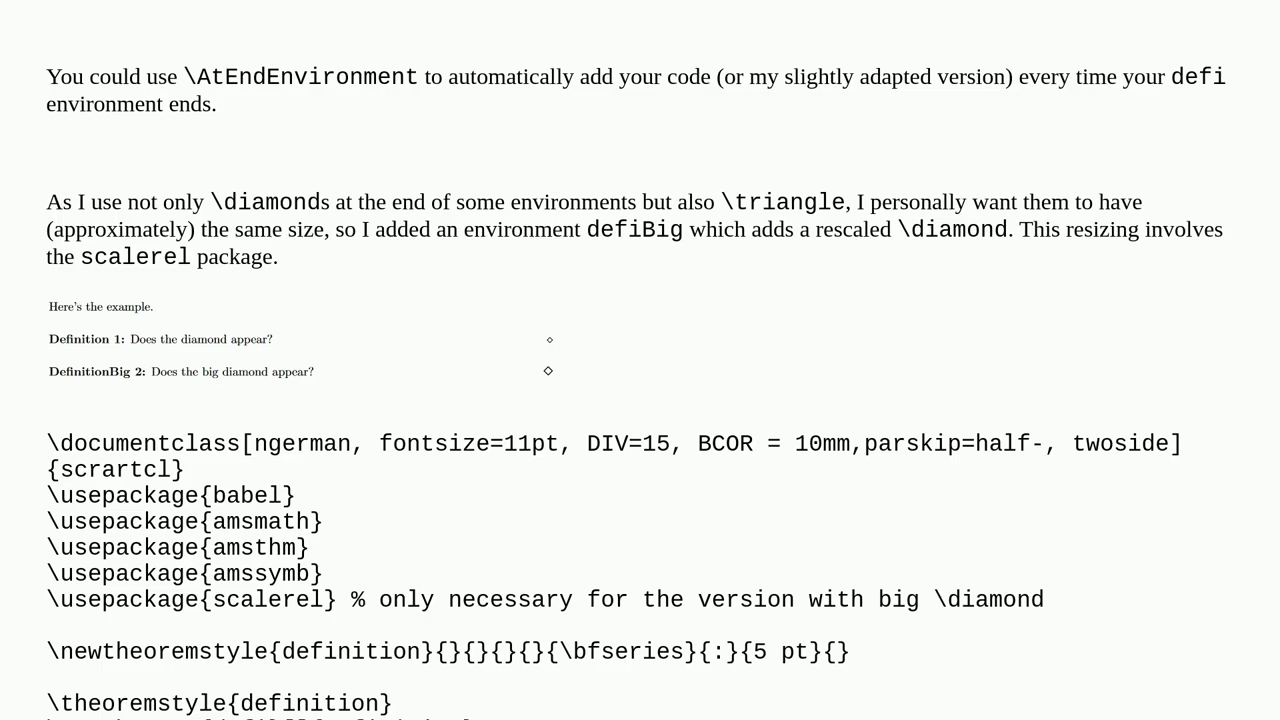 You could use \AtEndEnvironment to automatically add your code (or my slightly adapted version) every time your defi
environment ends.
As I use not only \diamonds at the end of some environments but also \triangle, I personally want them to have
(approximately) the same size, so I added an environment defiBig which adds a rescaled \diamond. This resizing involves
the scalerel package.
Here's the example.
Definition 1: Does the diamond appear? ⋄
DefinitionBig 2: Does the big diamond appear? ◇
\documentclass[ngerman, fontsize=11pt, DIV=15, BCOR = 10mm,parskip=half-, twoside]
{scrartcl}
\usepackage{babel}
\usepackage{amsmath}
\usepackage{amsthm}
\usepackage{amssymb}
\usepackage{scalerel} % only necessary for the version with big \diamond
\newtheoremstyle{definition}{}{}{}{}{\bfseries}{:}{5 pt}{}
\theoremstyle{definition}